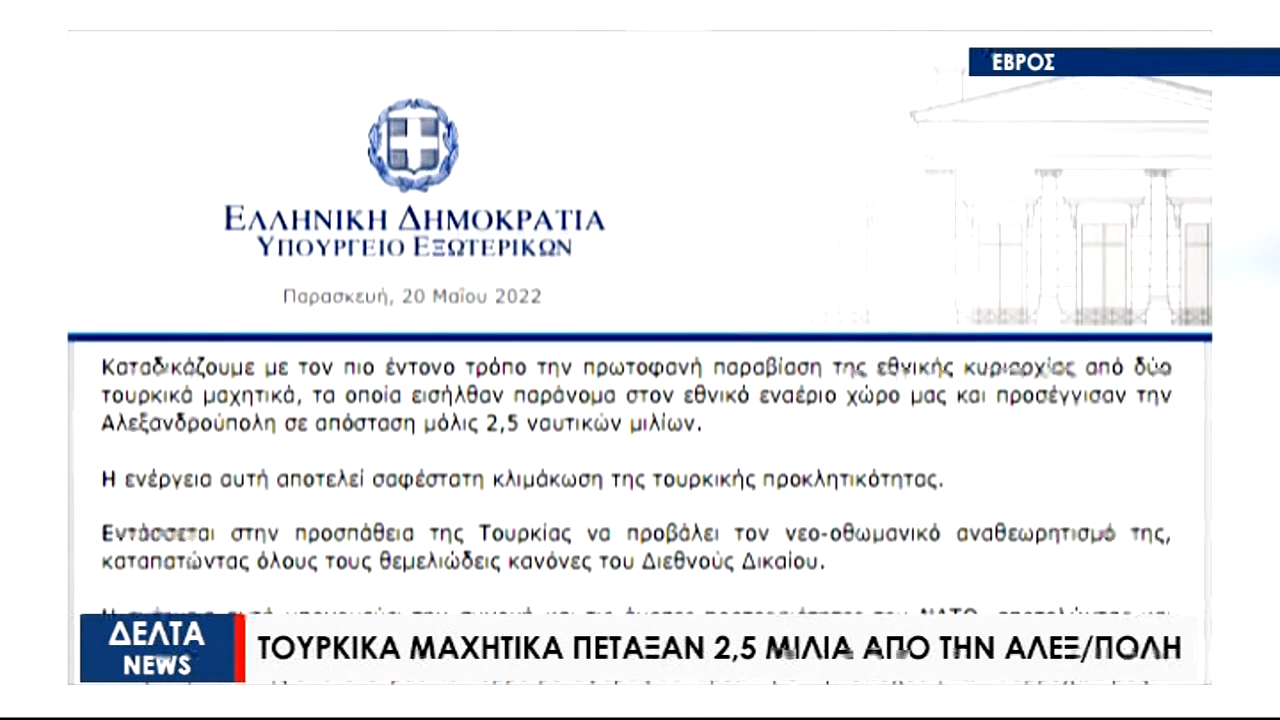 ΕΒΡΟΣ
ΕΛΛΗΝΙΚΗ ΔΗΜΟΚΡΑΤΙΑ
ΥΠΟΥΡΓΕΙΟ ΕΞΩΤΕΡΙΚΩΝ
Παρασκευή, 20 Μαΐου 2022
Καταδικάζουμε με τον πιο έντονο τρόπο την πρωτοφανή παραβίαση της εθνικής κυριαρχίας από δύο
τουρκικά μαχητικά, τα οποία εισήλθαν παράνομα στον εθνικό εναέριο χώρο μας και προσέγγισαν την
Αλεξανδρούπολη σε απόσταση μόλις 2,5 ναυτικών μιλίων.
Η ενέργεια αυτή αποτελεί σαφέστατη κλιμάκωση της τουρκικής προκλητικότητας.
Εντάσσεται στην προσπάθεια της Τουρκίας να προβάλει τον νεο-οθωμανικό αναθεωρητισμό της,
καταπατώντας όλους τους θεμελιώδεις κανόνες του Διεθνούς Δικαίου.
ΔΕΛΤΑ
NEWS
ΤΟΥΡΚΙΚΑ ΜΑΧΗΤΙΚΑ ΠΕΤΑΞΑΝ 2,5 ΜΙΛΙΑ ΑΠΟ ΤΗΝ ΑΛΕΞ/ΠΟΛΗ